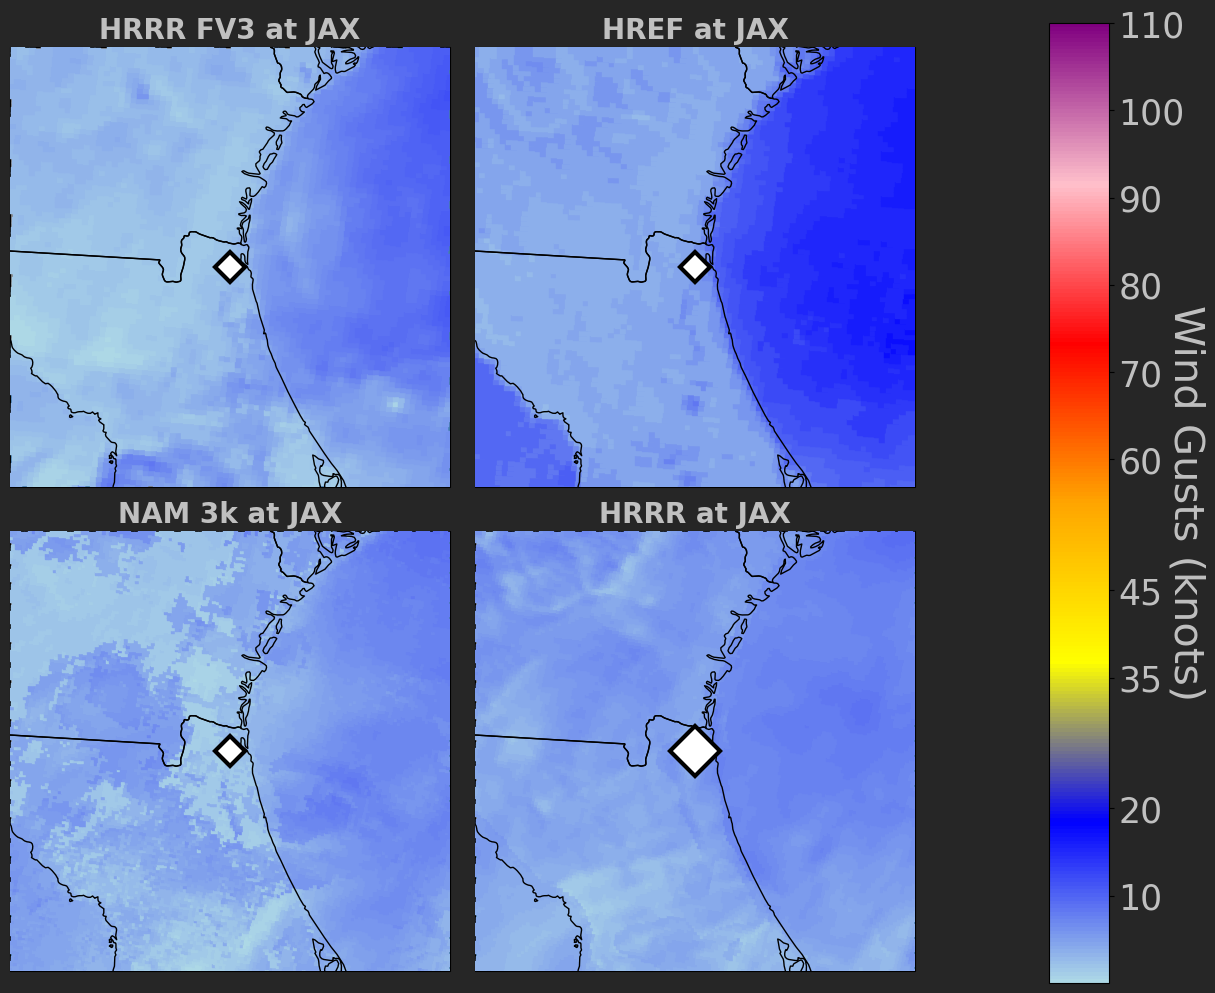 HRRR FV3 at JAX
HREF at JAX
NAM 3k at JAX
HRRR at JAX
110
100
90
80
70
60
45
35
20
10
Wind Gusts (knots)